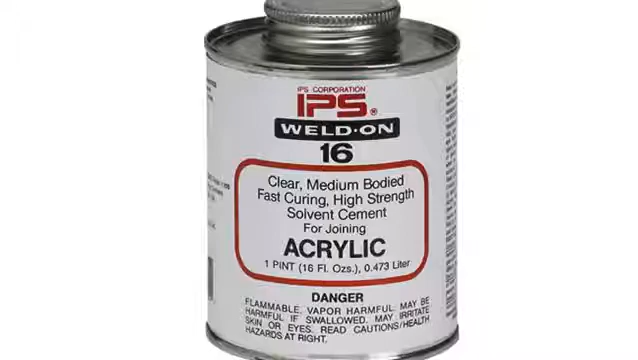 IPS CORPORATION
IPS®
WELD·ON
16
Clear, Medium Bodied
Fast Curing, High Strength
Solvent Cement
For Joining
ACRYLIC
1 PINT (16 Fl. Ozs.), 0.473 Liter
DANGER
FLAMMABLE. VAPOR HARMFUL. MAY BE
HARMFUL IF SWALLOWED. MAY IRRITATE
SKIN OR EYES. READ CAUTIONS/HEALTH
HAZARDS AT RIGHT.